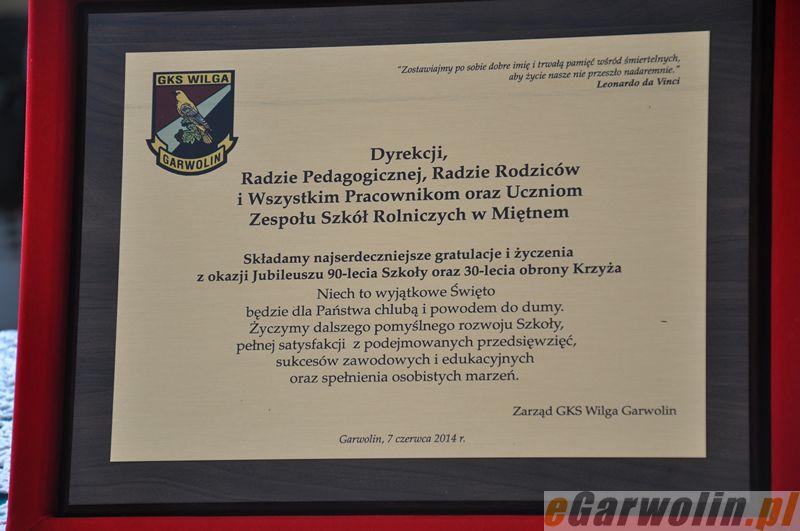 GKS WILGA
GARWOLIN
"Zostawiajmy po sobie dobre imię i trwałą pamięć wśród śmiertelnych,
aby życie nasze nie przeszło nadaremnie."
Leonardo da Vinci
Dyrekcji,
Radzie Pedagogicznej, Radzie Rodziców
i Wszystkim Pracownikom oraz Uczniom
Zespołu Szkół Rolniczych w Miętnem
Składamy najserdeczniejsze gratulacje i życzenia
z okazji Jubileuszu 90-lecia Szkoły oraz 30-lecia obrony Krzyża
Niech to wyjątkowe Święto
będzie dla Państwa chlubą i powodem do dumy.
Życzymy dalszego pomyślnego rozwoju Szkoły,
pełnej satysfakcji z podejmowanych przedsięwzięć,
sukcesów zawodowych i edukacyjnych
oraz spełnienia osobistych marzeń.
Zarząd GKS Wilga Garwolin
Garwolin, 7 czerwca 2014 r.
eGarwolin.pl